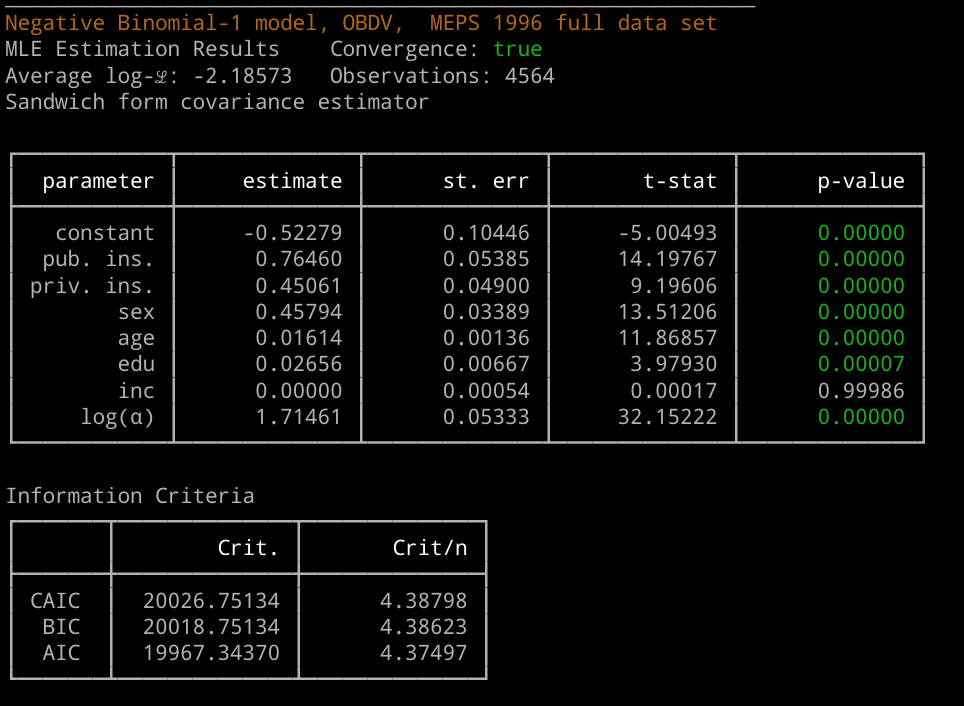 Negative Binomial-1 model, OBDV,  MEPS 1996 full data set
MLE Estimation Results    Convergence: true
Average log-ℒ: -2.18573   Observations: 4564
Sandwich form covariance estimator
parameter estimate st. err t-stat p-value
constant -0.52279 0.10446 -5.00493 0.00000
pub. ins. 0.76460 0.05385 14.19767 0.00000
priv. ins. 0.45061 0.04900 9.19606 0.00000
sex 0.45794 0.03389 13.51206 0.00000
age 0.01614 0.00136 11.86857 0.00000
edu 0.02656 0.00667 3.97930 0.00007
inc 0.00000 0.00054 0.00017 0.99986
log(α) 1.71461 0.05333 32.15222 0.00000
Information Criteria
Crit. Crit/n
CAIC 20026.75134 4.38798
BIC 20018.75134 4.38623
AIC 19967.34370 4.37497